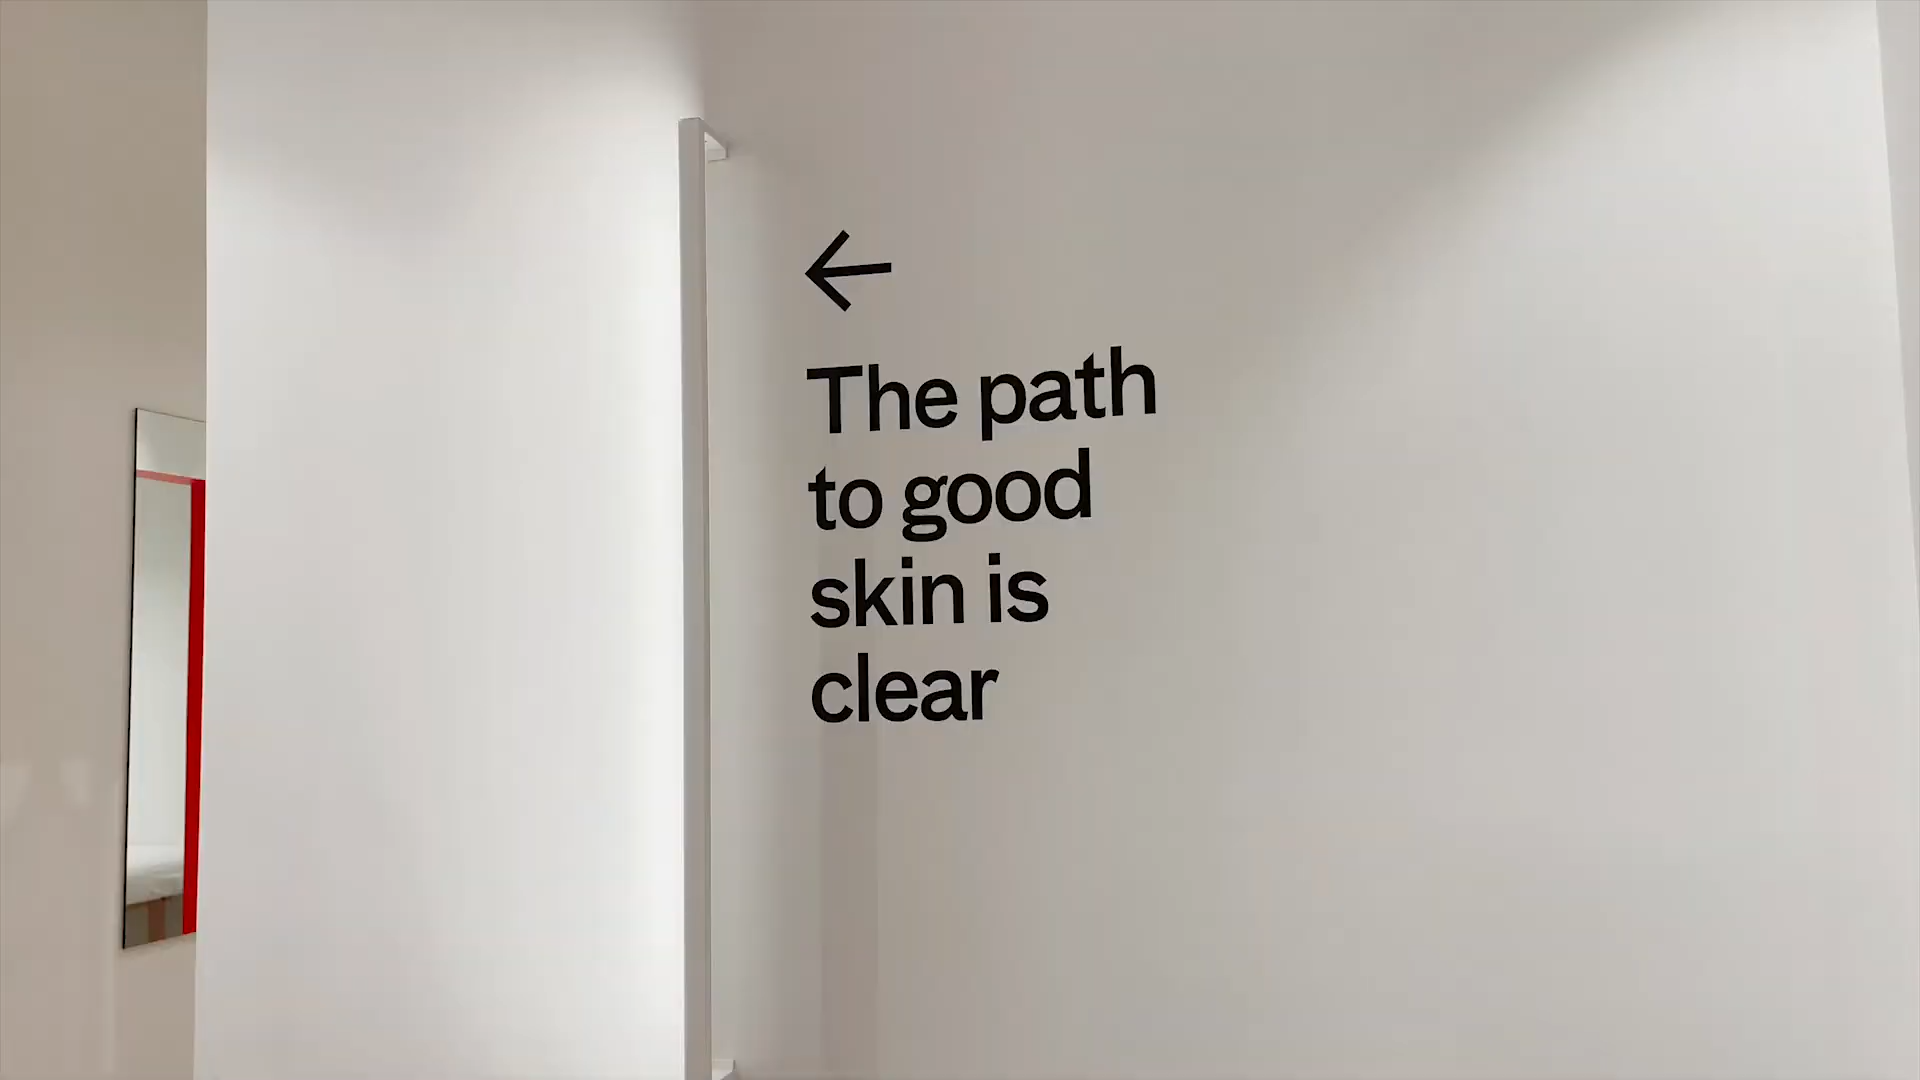 ←
The path
to good
skin is
clear